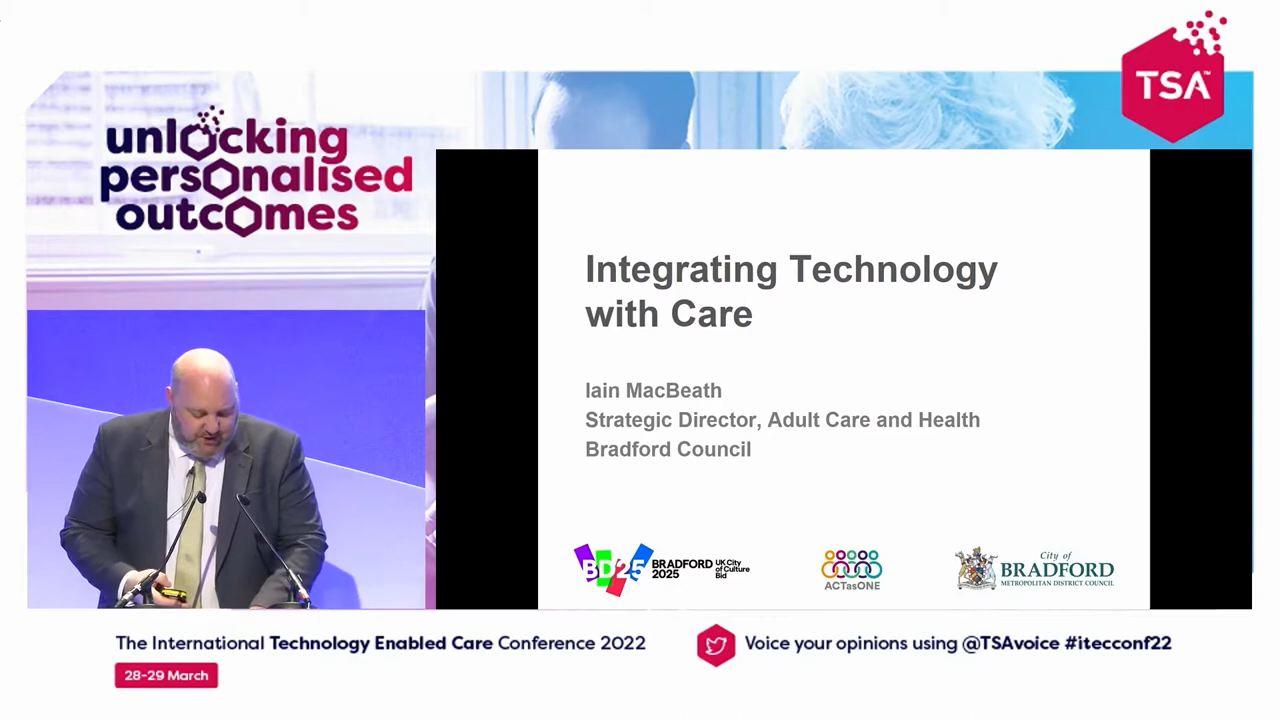 TSA
unlocking
personalised
outcomes
Integrating Technology
with Care
Iain MacBeath
Strategic Director, Adult Care and Health
Bradford Council
BD25
BRADFORD
2025
UK City
of Culture
Bid
ACTasONE
City of
BRADFORD
METROPOLITAN DISTRICT COUNCIL
The International Technology Enabled Care Conference 2022
28-29 March
Voice your opinions using @TSAvoice #itecconf22